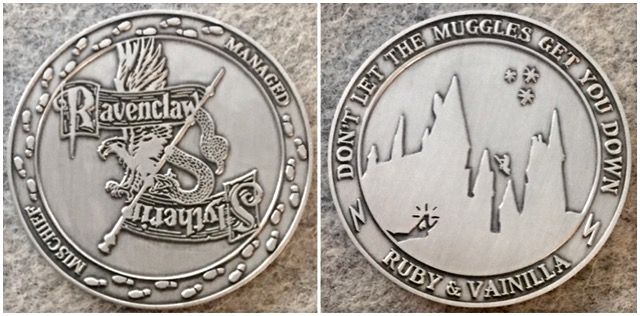 MISCHIEF
MANAGED
Ravenclaw
Slytherin
DON'T LET THE MUGGLES GET YOU DOWN
RUBY & VAINILLA